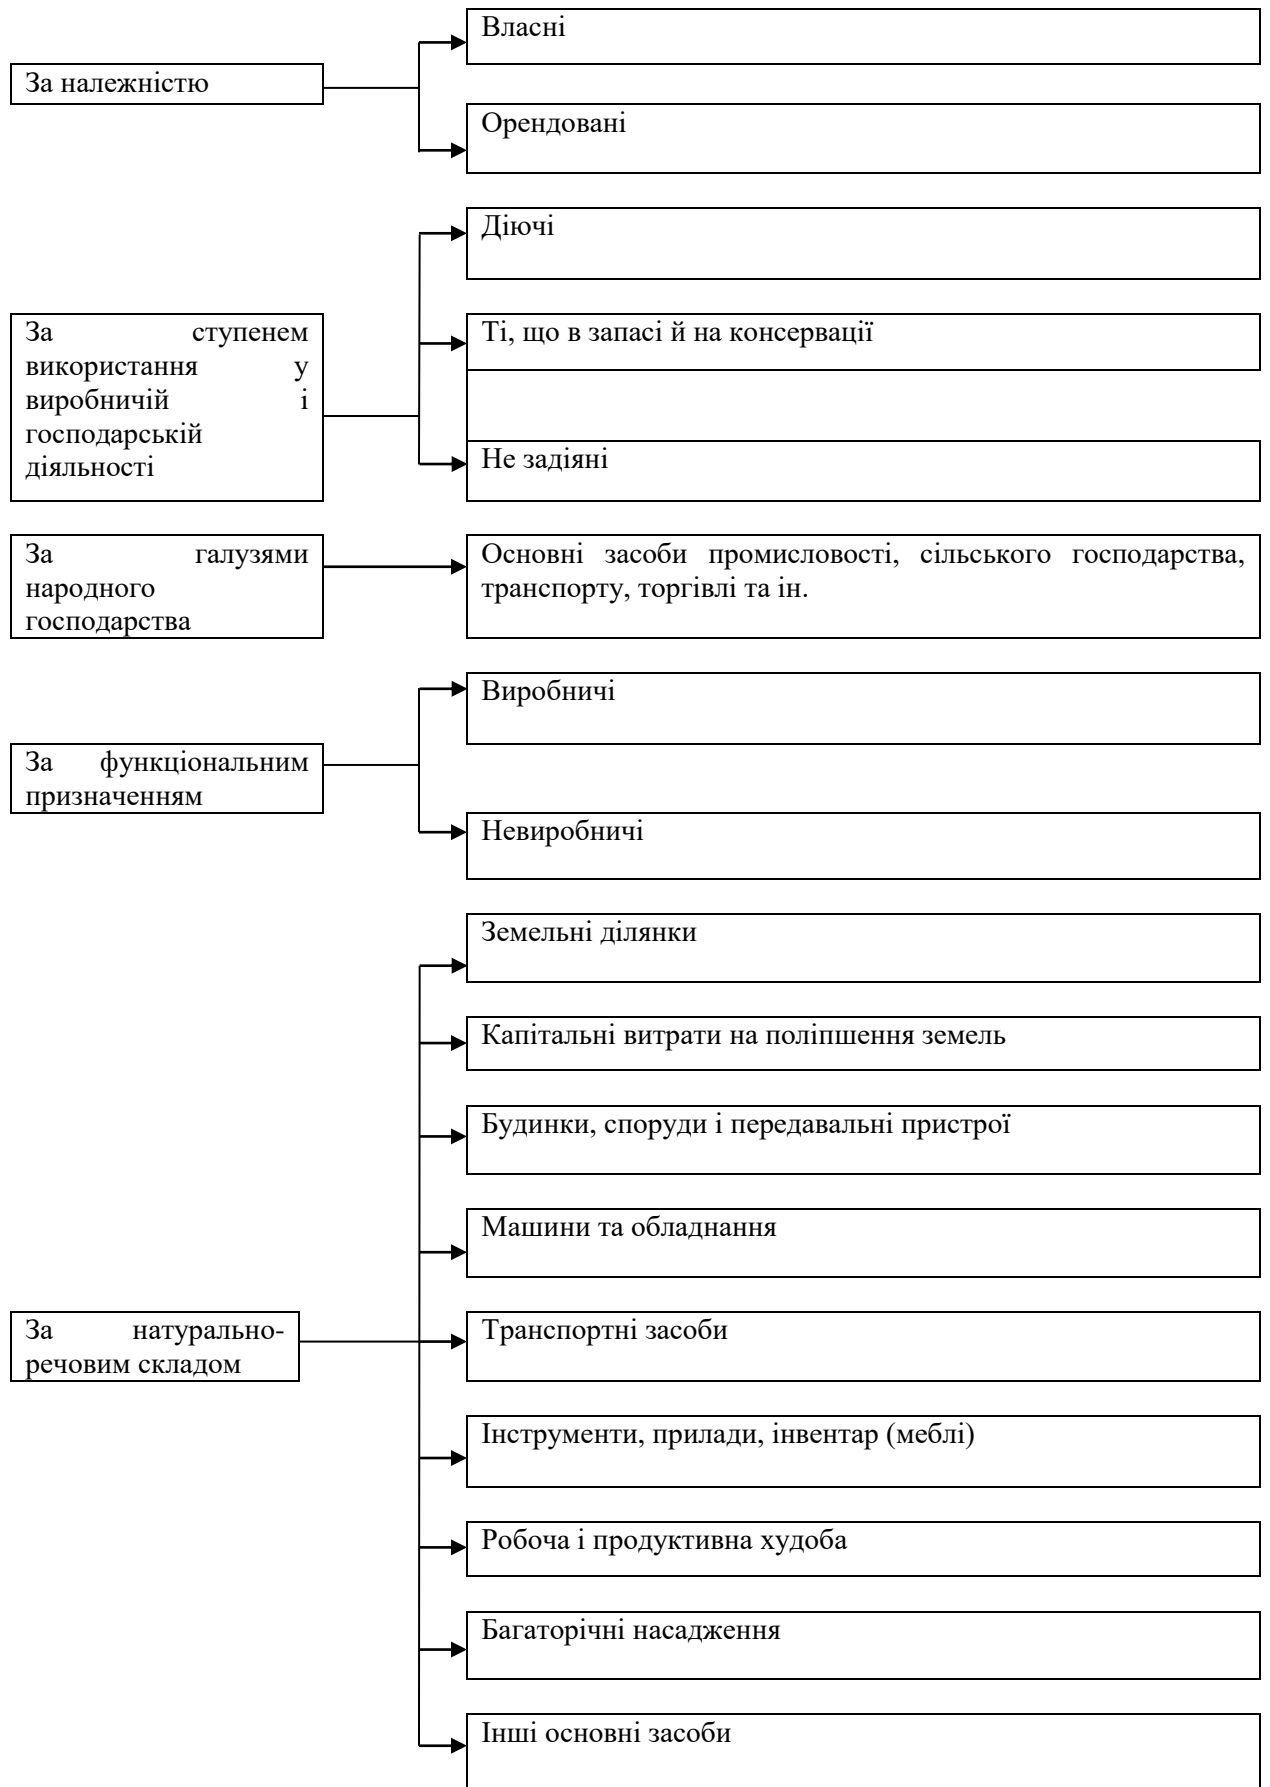 Власні
За належністю
Орендовані
Діючі
За ступенем
використання у
виробничій і
господарській
діяльності
Ті, що в запасі й на консервації
Не задіяні
За галузями
народного
господарства
Основні засоби промисловості, сільського господарства,
транспорту, торгівлі та ін.
Виробничі
За функціональним
призначенням
Невиробничі
Земельні ділянки
Капітальні витрати на поліпшення земель
Будинки, споруди і передавальні пристрої
Машини та обладнання
За натурально-
речовим складом
Транспортні засоби
Інструменти, прилади, інвентар (меблі)
Робоча і продуктивна худоба
Багаторічні насадження
Інші основні засоби